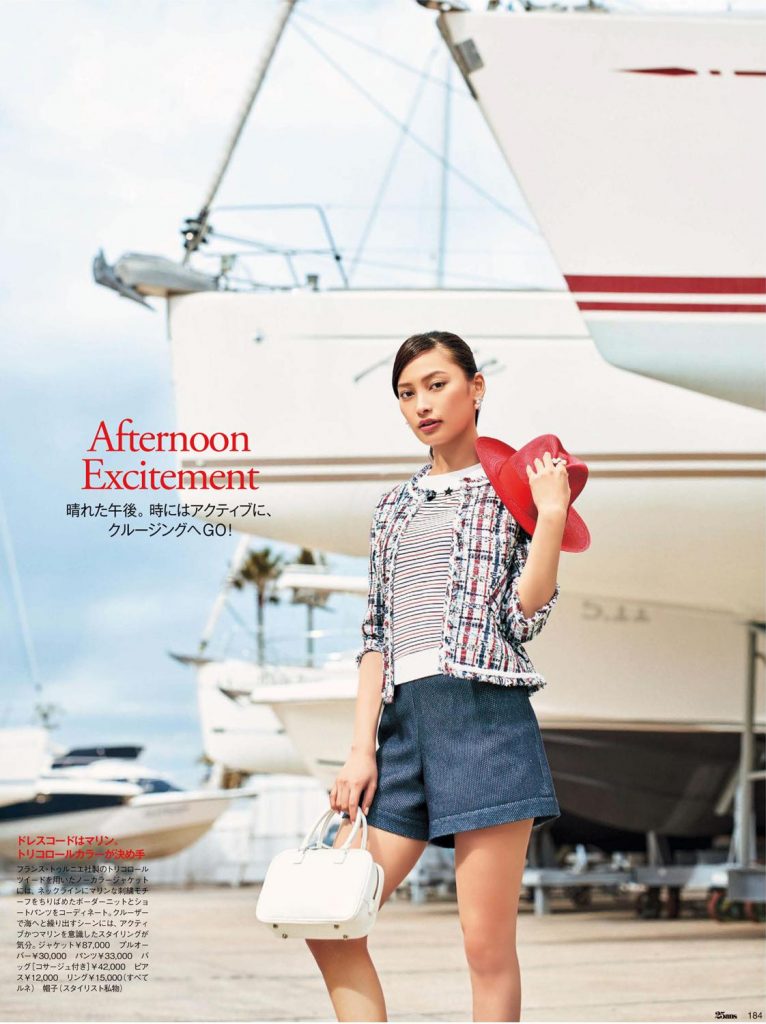 Afternoon
Excitement
晴れた午後。時にはアクティブに、
クルージングへGO!
5.11
ドレスコードはマリン。
トリコロールカラーが決め手
フランス・トゥルニエ社製のトリコロール
ツイードを用いたノーカラージャケット
には、ネックラインにマリンな刺繍モチ
ーフをちりばめたボーダーニットとショ
ートパンツをコーディネート。クルーザー
で海へと繰り出すシーンには、アクティ
ブかつマリンを意識したスタイリングが
気分。ジャケット¥87,000 プルオー
バー¥30,000 パンツ¥33,000 バ
ッグ[コサージュ付き]¥42,000 ピア
ス¥12,000 リング¥15,000(すべて
ルネ) 帽子(スタイリスト私物)
25ans 184